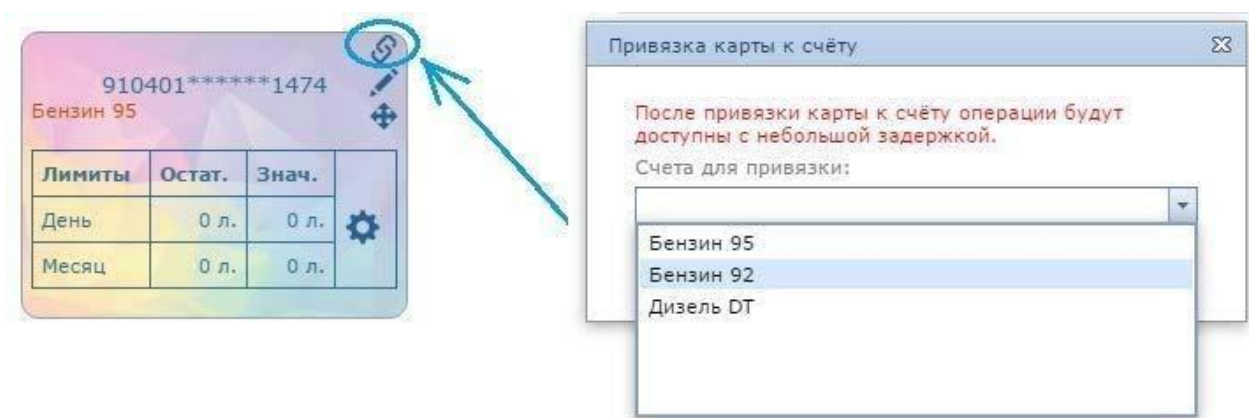 910401******1474
Бензин 95
Лимиты Остат. Знач.
День 0 л. 0 л.
Месяц 0 л. 0 л.
Привязка карты к счёту
После привязки карты к счёту операции будут
доступны с небольшой задержкой.
Счета для привязки:
Бензин 95
Бензин 92
Дизель DT